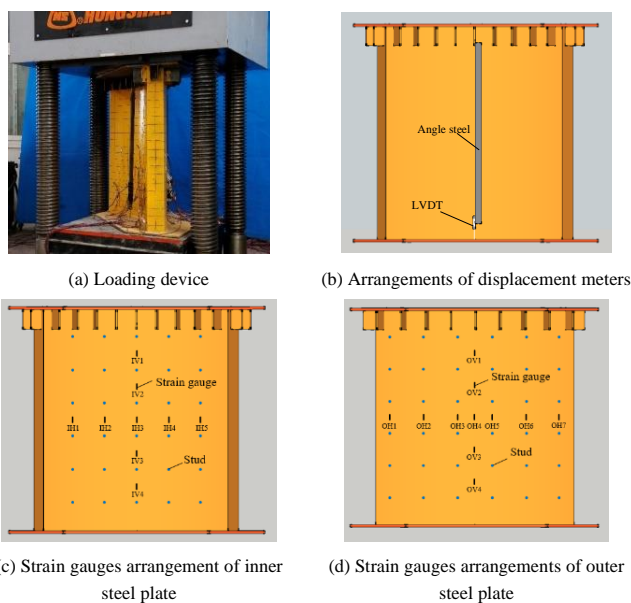 HONGSHAN
Angle steel
LVDT
(a) Loading device
(b) Arrangements of displacement meters
IV1
Strain gauge
IV2
IH1 IH2 IH3 IH4 IH5
IV3
Stud
IV4
OV1
Strain gauge
OV2
OH1 OH2 OH3 OH4 OH5 OH6 OH7
OV3
Stud
OV4
c) Strain gauges arrangement of inner
steel plate
(d) Strain gauges arrangements of outer
steel plate